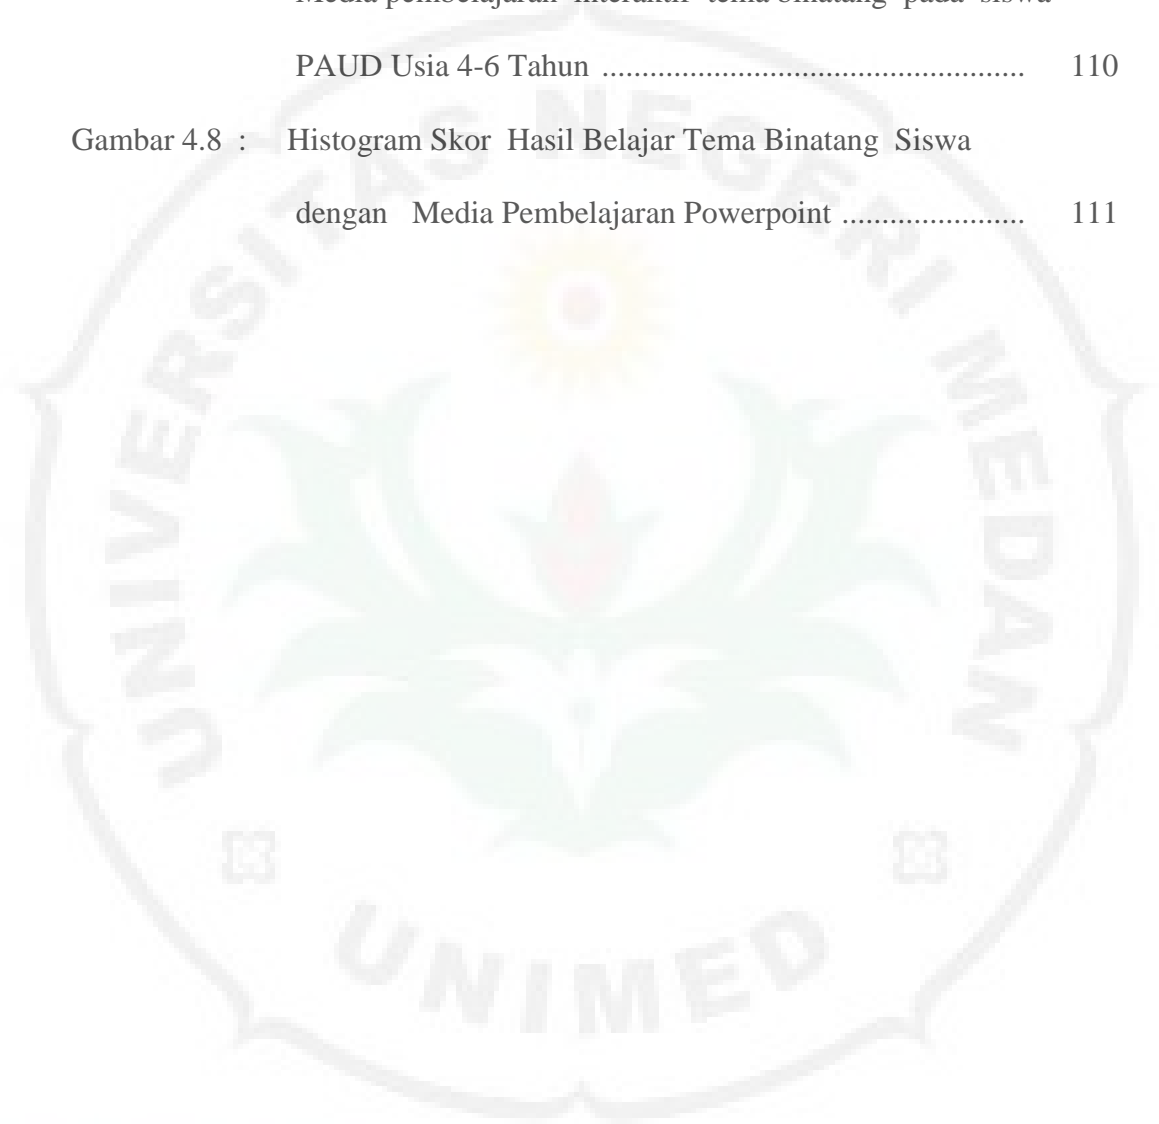 Media pembelajaran interaktif tema binatang pada siswa
PAUD Usia 4-6 Tahun ..................................................... 110
Gambar 4.8 : Histogram Skor Hasil Belajar Tema Binatang Siswa
dengan Media Pembelajaran Powerpoint ....................... 111
UNIVERSITAS NEGERI MEDAN
UNIMED